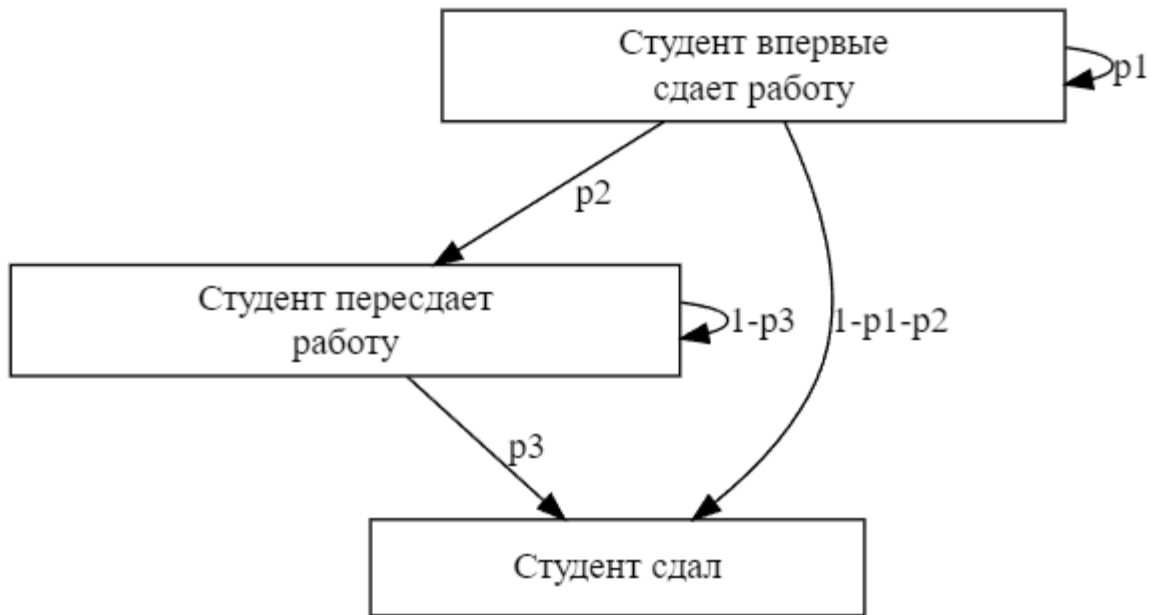 Студент впервые
сдает работу
p1
p2
Студент пересдает
работу
1-p3
1-p1-p2
p3
Студент сдал